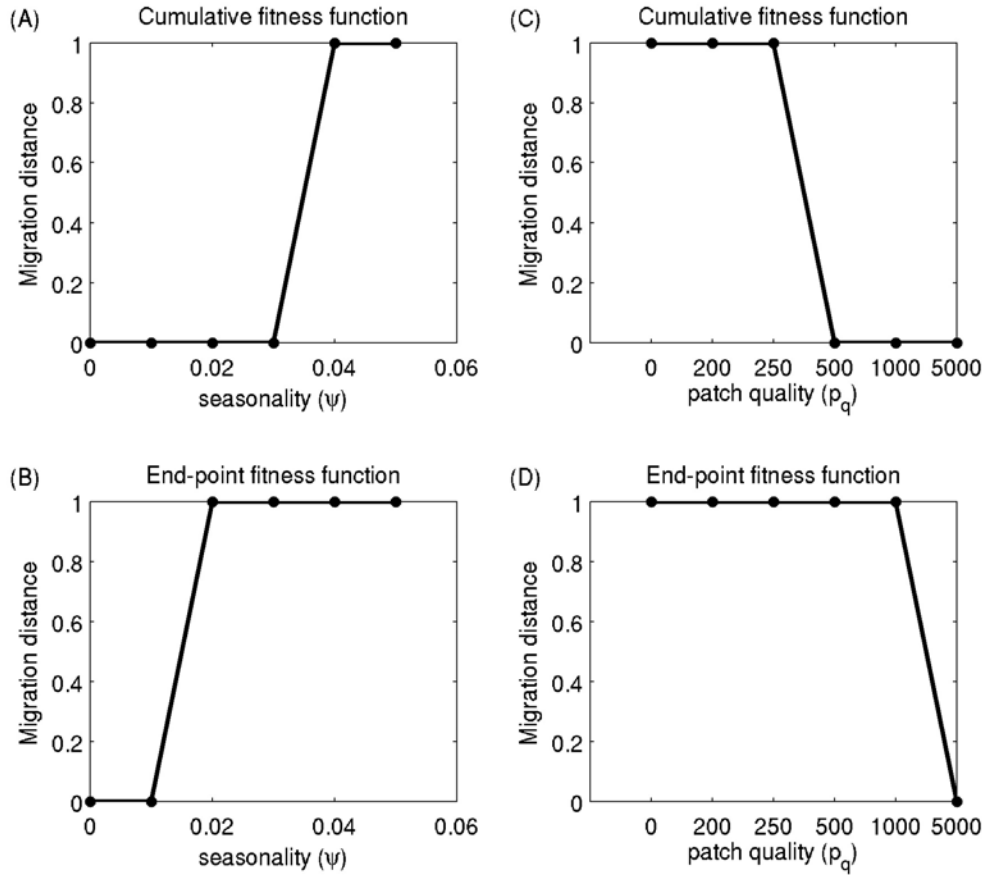 (A) Cumulative fitness function
1
0.8
0.6
0.4
0.2
0
Migration distance
0 0.02 0.04 0.06
seasonality (ψ)
(C) Cumulative fitness function
1
0.8
0.6
0.4
0.2
0
Migration distance
0 200 250 500 1000 5000
patch quality (p_q)
(B) End-point fitness function
1
0.8
0.6
0.4
0.2
0
Migration distance
0 0.02 0.04 0.06
seasonality (ψ)
(D) End-point fitness function
1
0.8
0.6
0.4
0.2
0
Migration distance
0 200 250 500 1000 5000
patch quality (p_q)